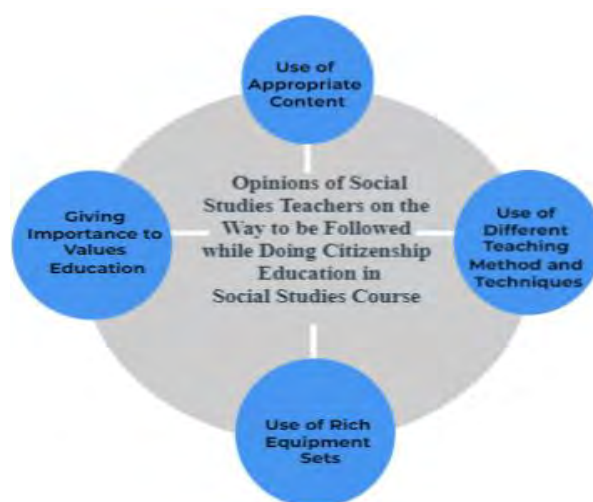 Use of
Appropriate
Content
Opinions of Social
Studies Teachers on the
Way to be Followed
while Doing Citizenship
Education in
Social Studies Course
Giving
Importance to
Values
Education
Use of
Different
Teaching
Method and
Techniques
Use of Rich
Equipment
Sets